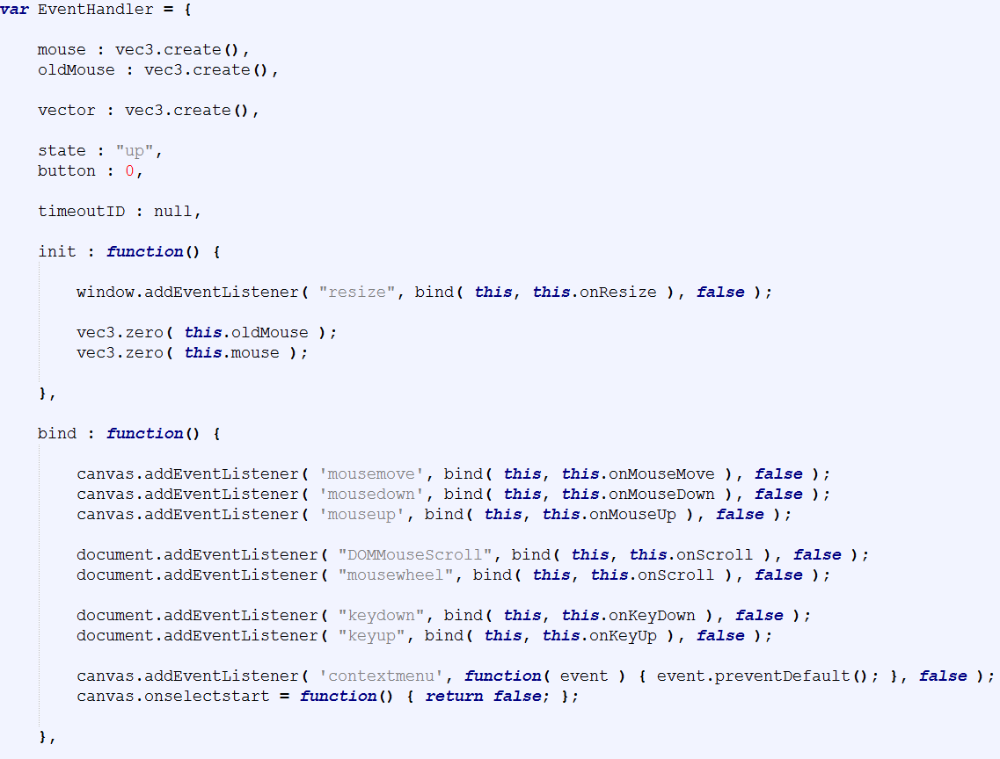 var EventHandler = {
mouse : vec3.create(),
oldMouse : vec3.create(),
vector : vec3.create(),
state : "up",
button : 0,
timeoutID : null,
init : function() {
window.addEventListener( "resize", bind( this, this.onResize ), false );
vec3.zero( this.oldMouse );
vec3.zero( this.mouse );
},
bind : function() {
canvas.addEventListener( 'mousemove', bind( this, this.onMouseMove ), false );
canvas.addEventListener( 'mousedown', bind( this, this.onMouseDown ), false );
canvas.addEventListener( 'mouseup', bind( this, this.onMouseUp ), false );
document.addEventListener( "DOMMouseScroll", bind( this, this.onScroll ), false );
document.addEventListener( "mousewheel", bind( this, this.onScroll ), false );
document.addEventListener( "keydown", bind( this, this.onKeyDown ), false );
document.addEventListener( "keyup", bind( this, this.onKeyUp ), false );
canvas.addEventListener( 'contextmenu', function( event ) { event.preventDefault(); }, false );
canvas.onselectstart = function() { return false; };
},